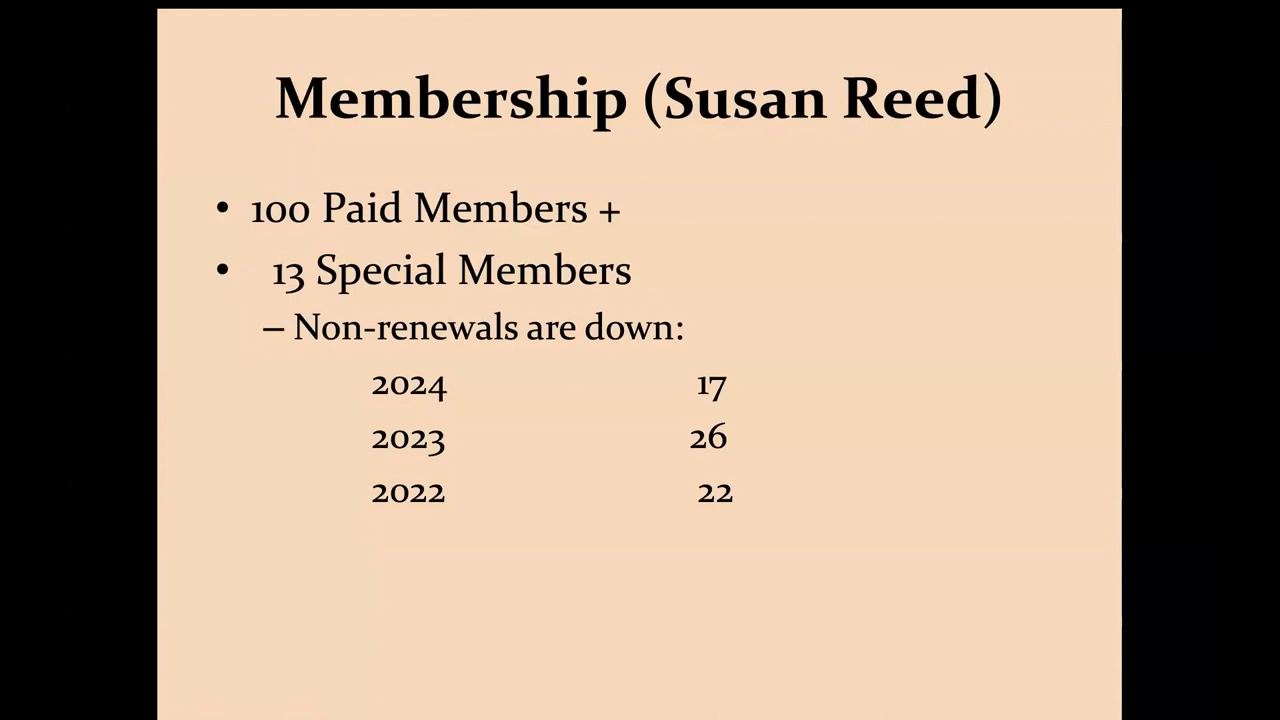 Membership (Susan Reed)
• 100 Paid Members +
• 13 Special Members
– Non-renewals are down:
2024 17
2023 26
2022 22